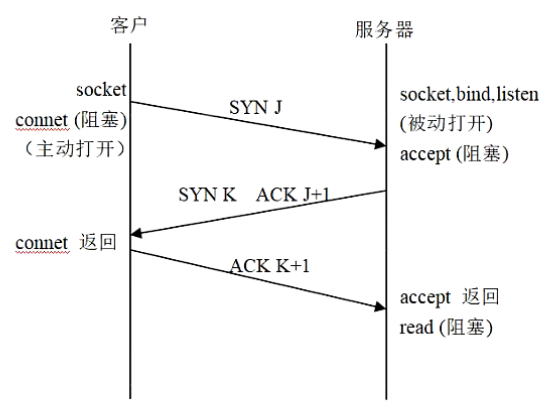 客户
服务器
socket
connet (阻塞)
（主动打开）
SYN J
socket,bind,listen
(被动打开)
accept (阻塞)
SYN K ACK J+1
connet 返回
ACK K+1
accept 返回
read (阻塞)